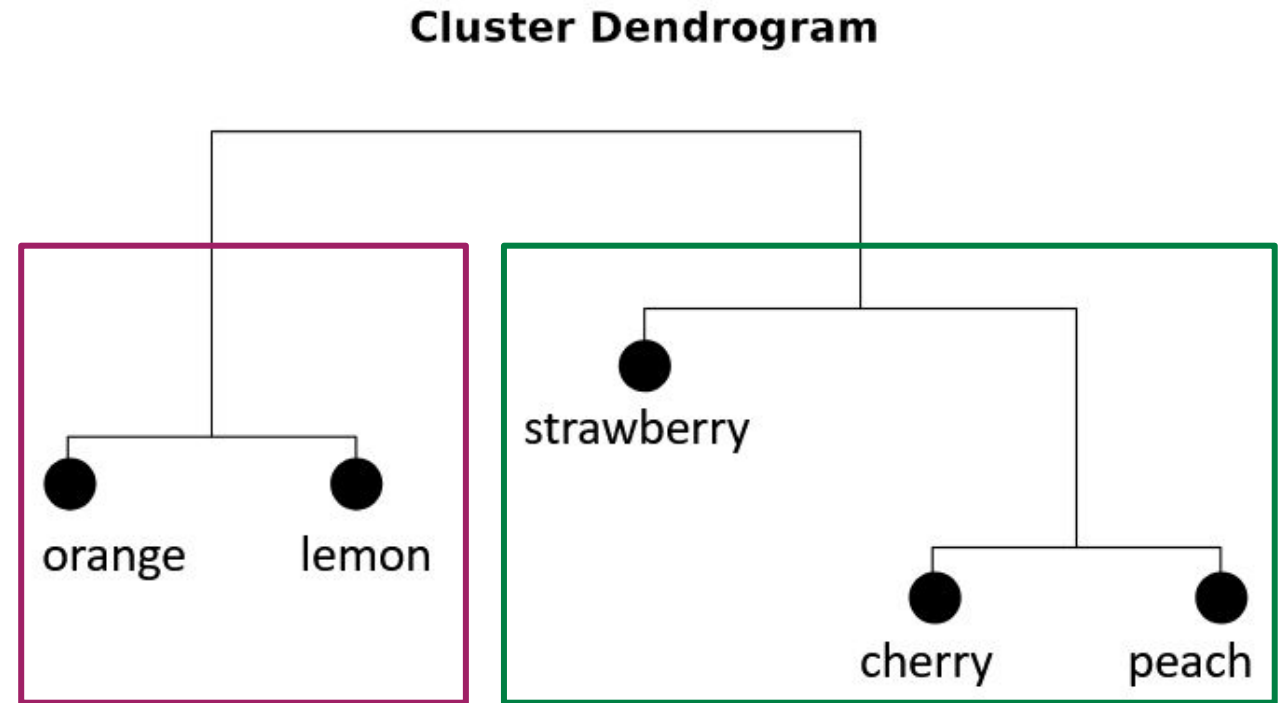 Cluster Dendrogram
strawberry
orange
lemon
cherry
peach